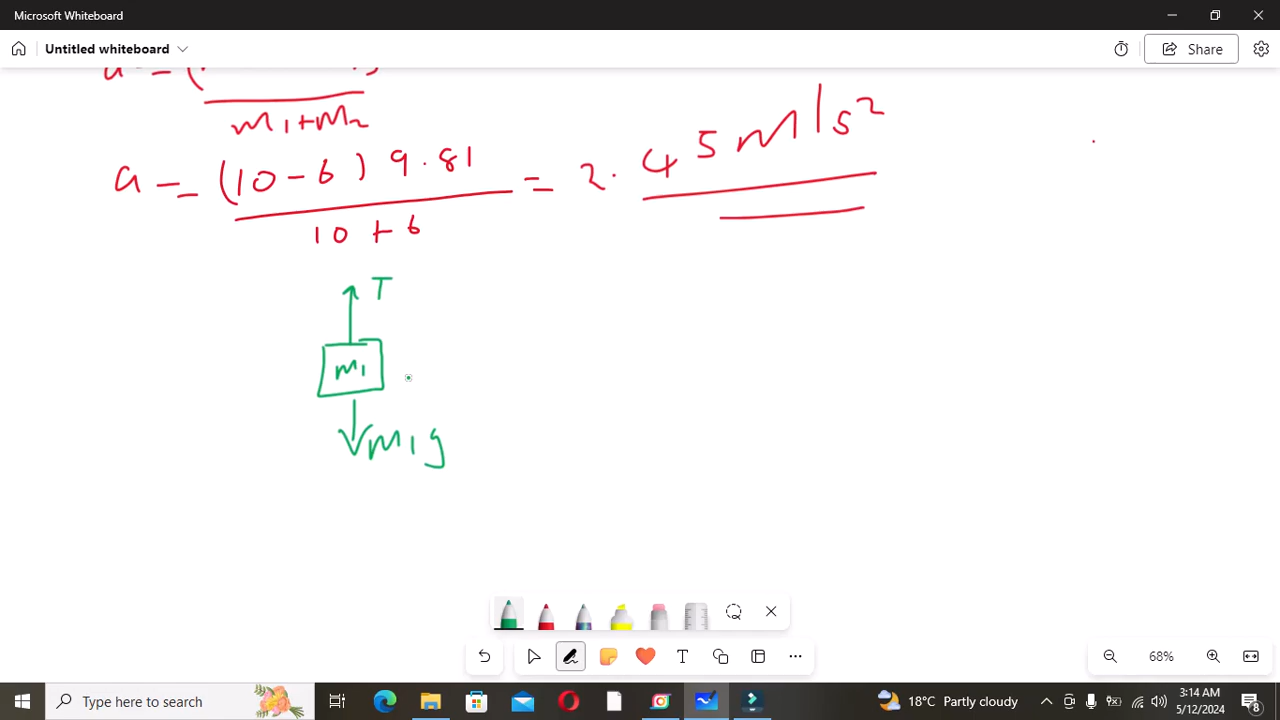 Microsoft Whiteboard
Untitled whiteboard
Share
m1+m2
a = (10-6) 9.81 = 2.45 m/s2
10 + 6
T
m1
m1g
68%
Type here to search
18°C Partly cloudy
3:14 AM
5/12/2024
8